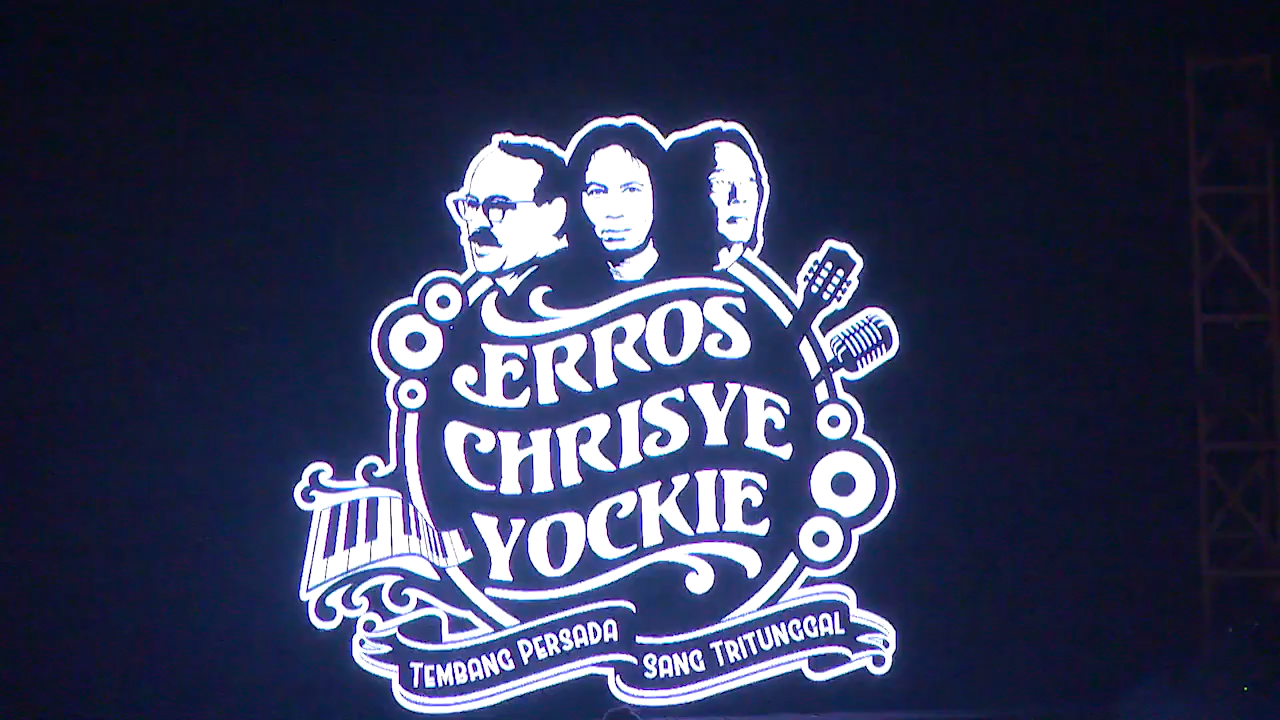 ERROS
CHRISYE
YOCKIE
TEMBANG PERSADA
SANG TRITUNGGAL